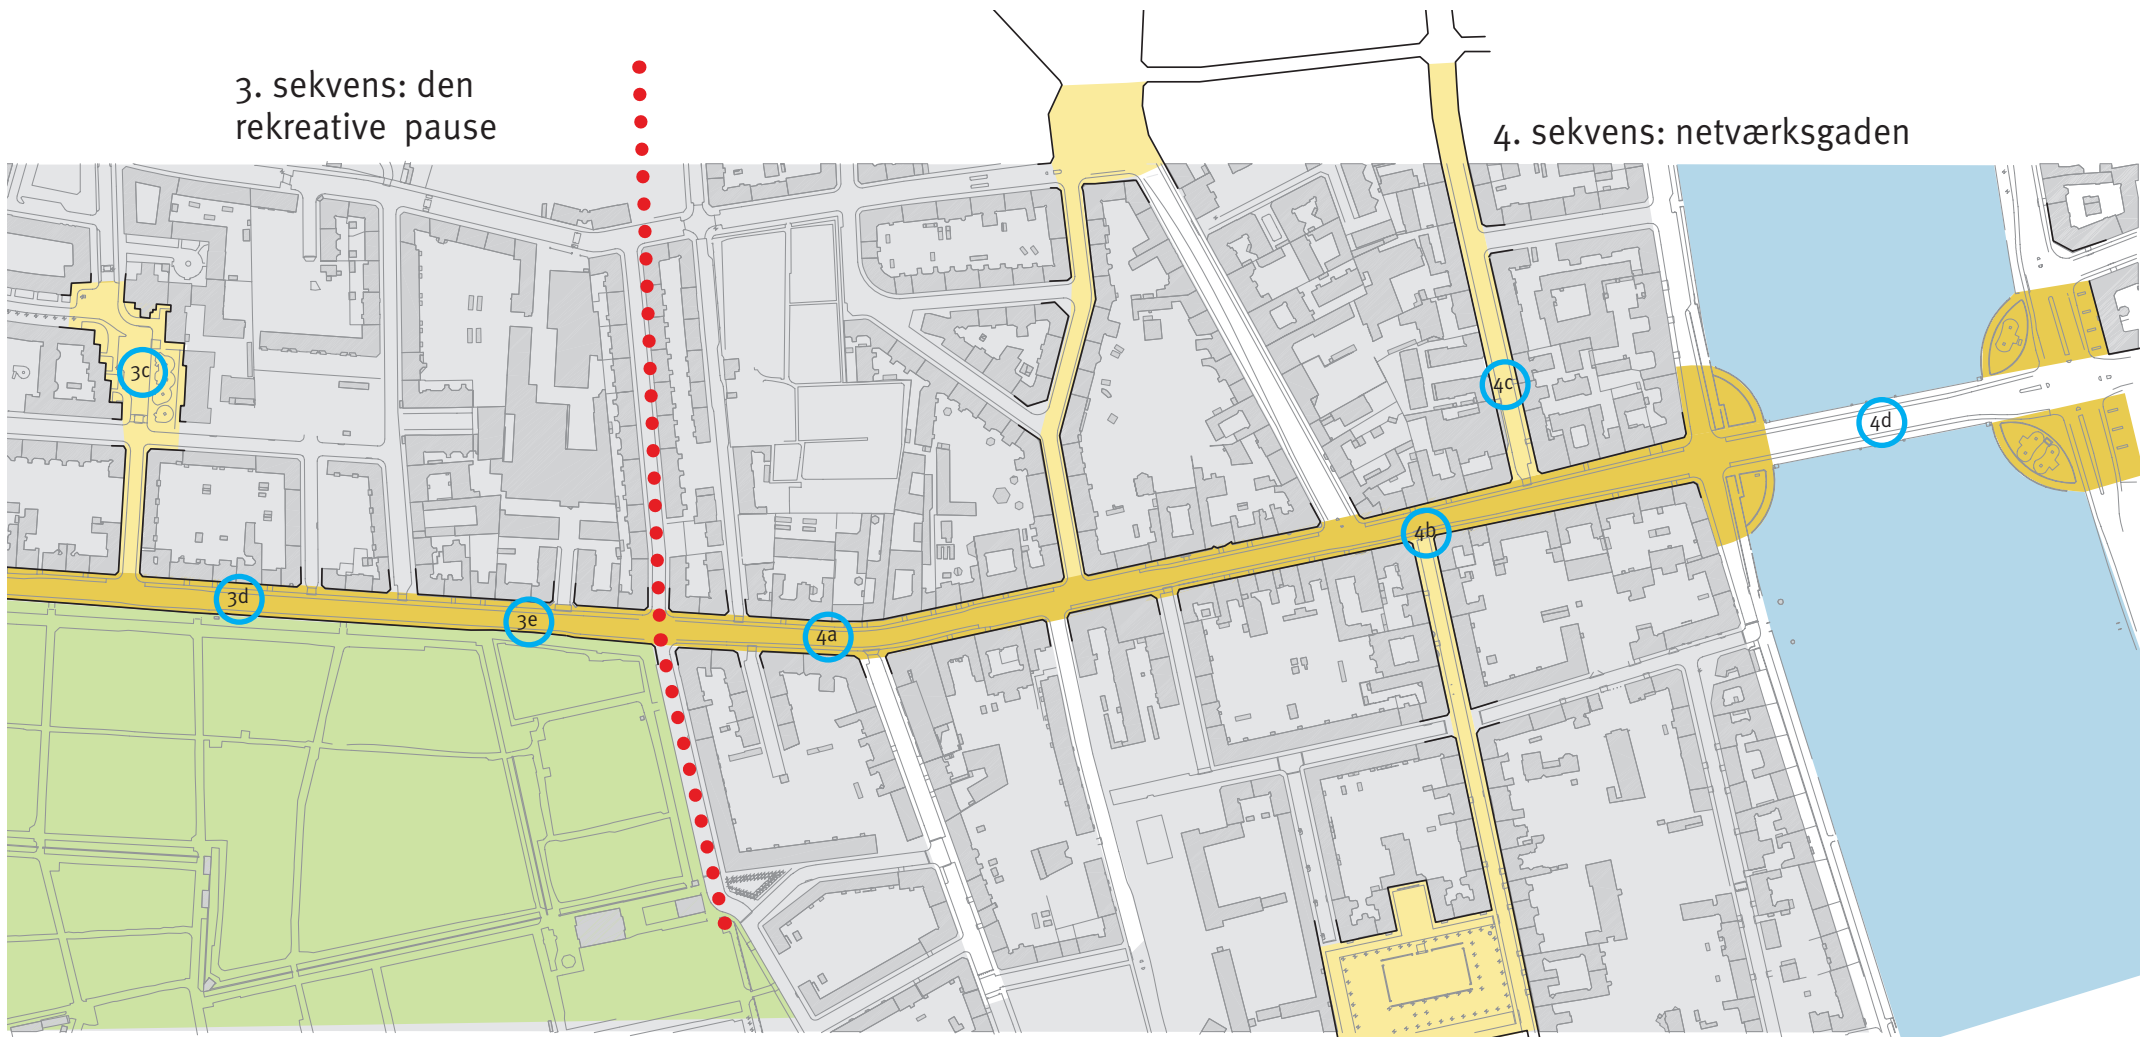 3. sekvens: den
rekreative pause
4. sekvens: netværksgaden
3c
4c
4d
4b
3d
3e
4a